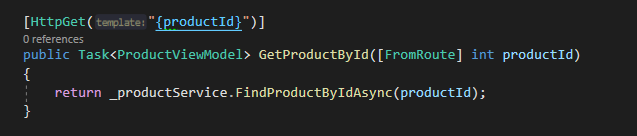 [HttpGet(template:"{productId}")]
0 references
public Task<ProductViewModel> GetProductById([FromRoute] int productId)
{
return _productService.FindProductByIdAsync(productId);
}